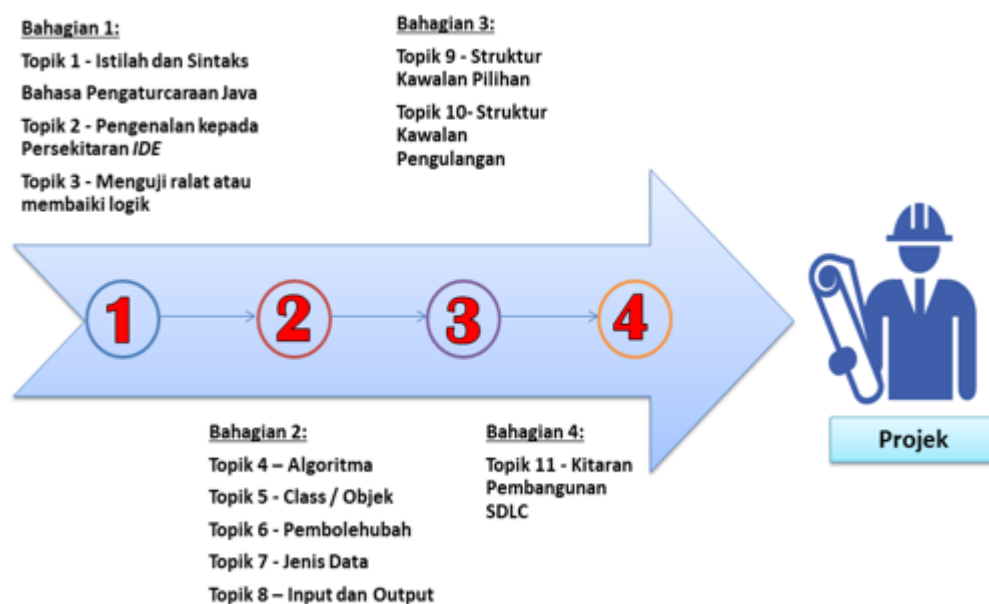 Bahagian 1:
Topik 1 - Istilah dan Sintaks
Bahasa Pengaturcaraan Java
Topik 2 - Pengenalan kepada
Persekitaran IDE
Topik 3 - Menguji ralat atau
membaiki logik
Bahagian 3:
Topik 9 - Struktur
Kawalan Pilihan
Topik 10- Struktur
Kawalan
Pengulangan
1
2
3
4
Projek
Bahagian 2:
Topik 4 – Algoritma
Topik 5 - Class / Objek
Topik 6 - Pembolehubah
Topik 7 - Jenis Data
Topik 8 – Input dan Output
Bahagian 4:
Topik 11 - Kitaran
Pembangunan
SDLC